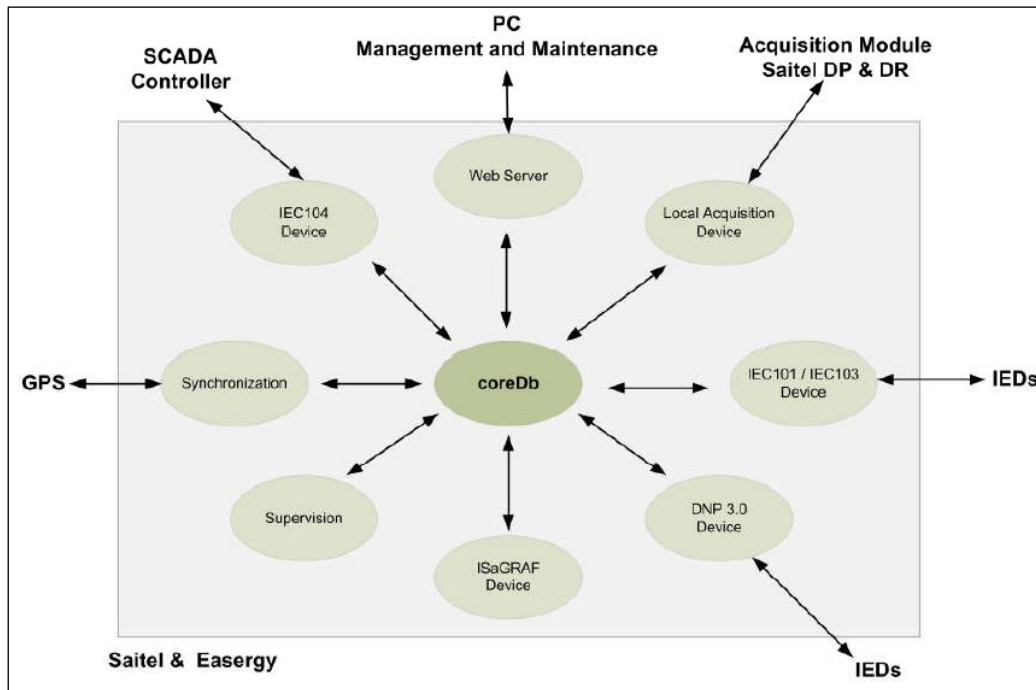 PC
Management and Maintenance
SCADA
Controller
Acquisition Module
Saitel DP & DR
Web Server
IEC104
Device
Local Acquisition
Device
GPS
Synchronization
coreDb
IEC101 / IEC103
Device
IEDs
Supervision
DNP 3.0
Device
ISaGRAF
Device
Saitel &  Easergy
IEDs